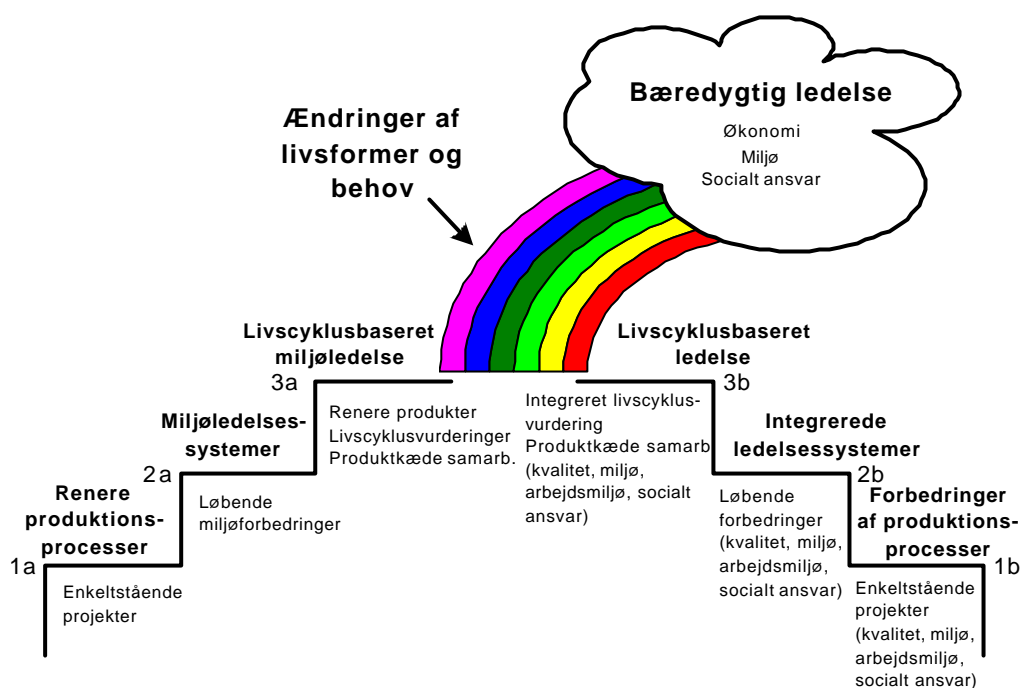 Bæredygtig ledelse
Økonomi
Miljø
Socialt ansvar
Ændringer af
livsformer og
behov
Livscyklusbaseret
miljøledelse
3a
Renere produkter
Livscyklusvurderinger
Produktkæde samarb.
Miljøledelses-
systemer
2a
Løbende
miljøforbedringer
Renere
produktions-
processer
1a
Enkeltstående
projekter
Livscyklusbaseret
ledelse
3b
Integreret livscyklus-
vurdering
Produktkæde samarb
(kvalitet, miljø,
arbejdsmiljø, socialt
ansvar)
Integrerede
ledelsessystemer
2b
Løbende
forbedringer
(kvalitet, miljø,
arbejdsmiljø,
socialt ansvar)
Forbedringer
af produktions-
processer
1b
Enkeltstående
projekter
(kvalitet, miljø,
arbejdsmiljø,
socialt ansvar)